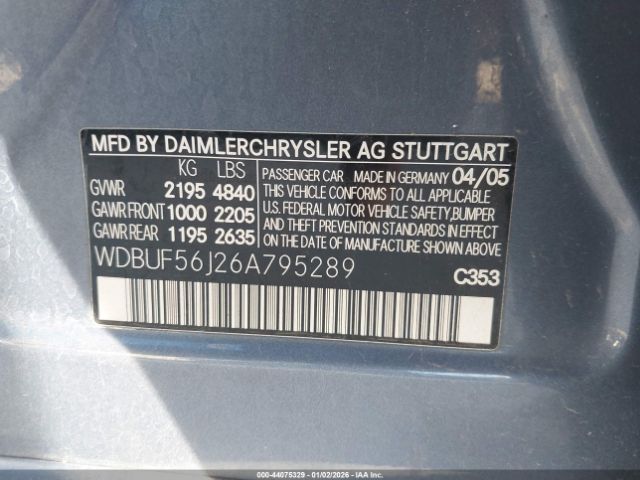 MFD BY DAIMLERCHRYSLER AG STUTTGART
KG LBS
GVWR 2195 4840
GAWR FRONT 1000 2205
GAWR REAR 1195 2635
PASSENGER CAR MADE IN GERMANY 04/05
THIS VEHICLE CONFORMS TO ALL APPLICABLE
U.S. FEDERAL MOTOR VEHICLE SAFETY,BUMPER
AND THEFT PREVENTION STANDARDS IN EFFECT
ON THE DATE OF MANUFACTURE SHOWN ABOVE.
WDBUF56J26A795289
C353
000-44075329 - 01/02/2026 - IAAI.COM